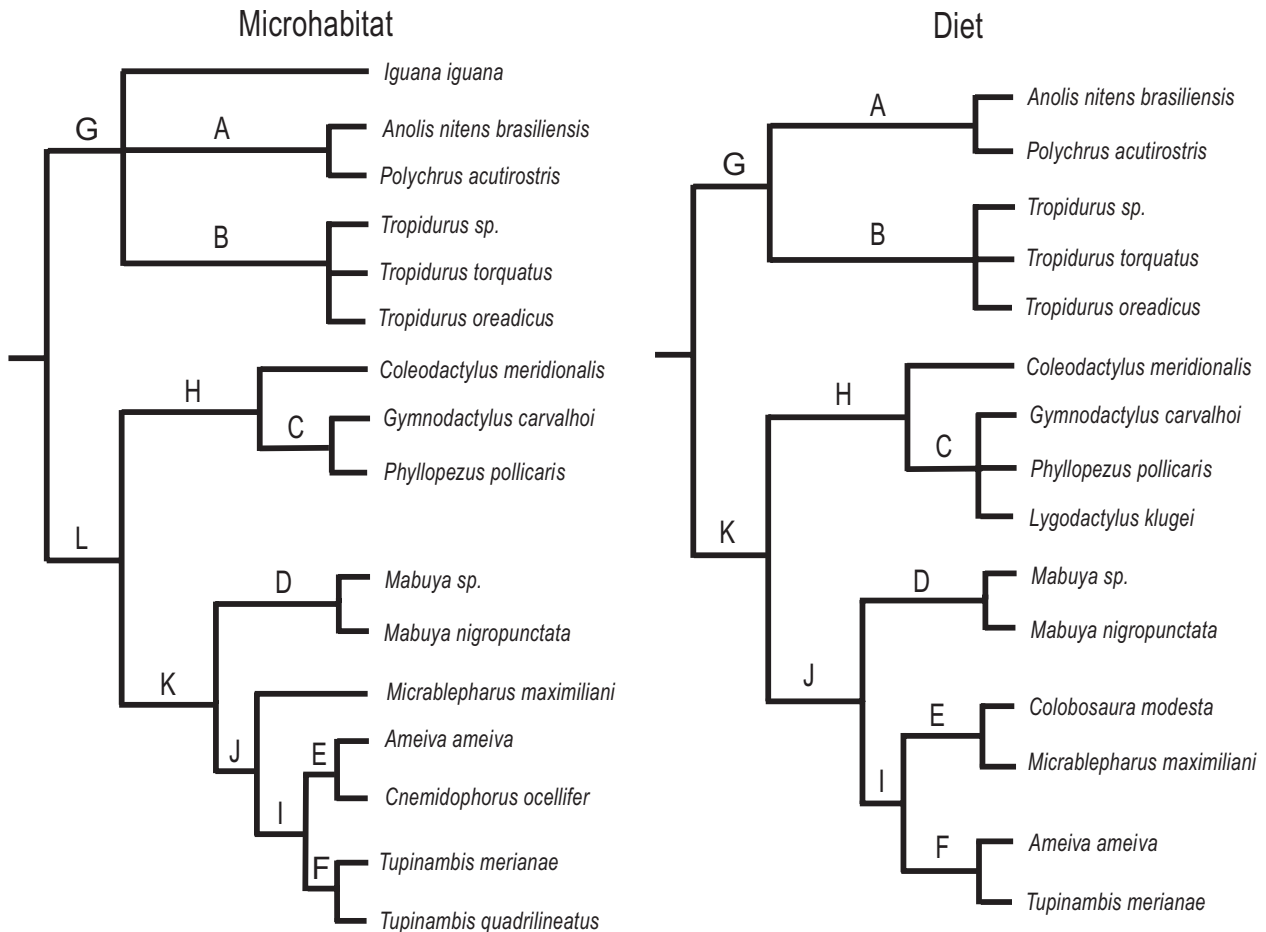 Microhabitat
Iguana iguana
G
A
Anolis nitens brasiliensis
Polychrus acutirostris
Tropidurus sp.
B
Tropidurus torquatus
Tropidurus oreadicus
Coleodactylus meridionalis
H
C
Gymnodactylus carvalhoi
Phyllopezus pollicaris
L
D
Mabuya sp.
Mabuya nigropunctata
K
Micrablepharus maximiliani
J
E
Ameiva ameiva
Cnemidophorus ocellifer
I
F
Tupinambis merianae
Tupinambis quadrilineatus
Diet
A
Anolis nitens brasiliensis
Polychrus acutirostris
G
Tropidurus sp.
B
Tropidurus torquatus
Tropidurus oreadicus
Coleodactylus meridionalis
H
Gymnodactylus carvalhoi
C
Phyllopezus pollicaris
Lygodactylus klugei
K
D
Mabuya sp.
Mabuya nigropunctata
J
E
Colobosaura modesta
Micrablepharus maximiliani
I
F
Ameiva ameiva
Tupinambis merianae